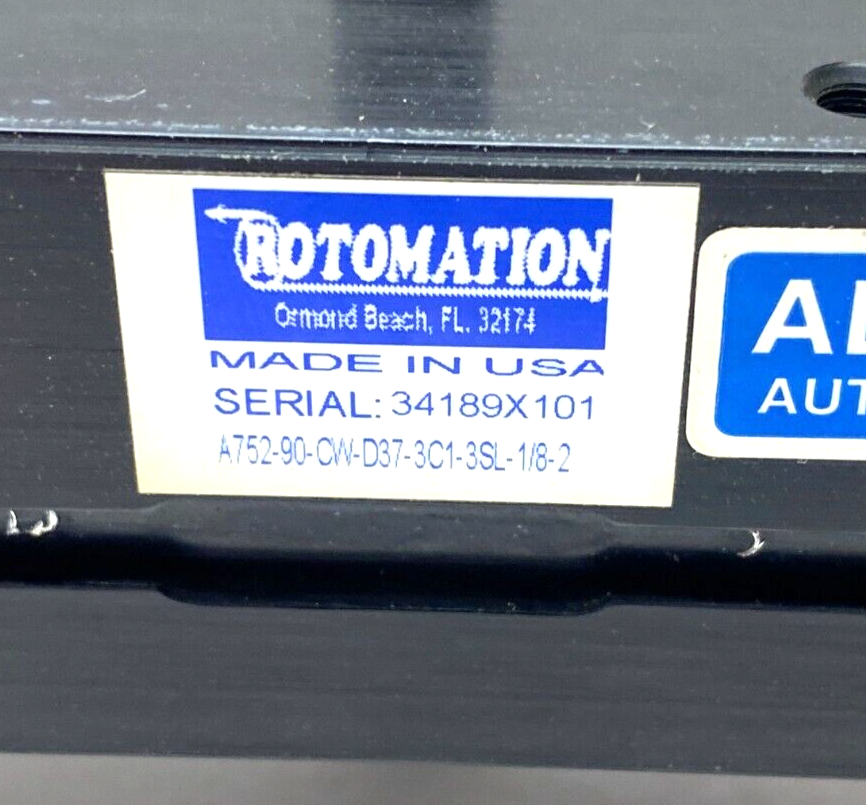 ROTOMATION
Ormond Beach, FL. 32174
MADE IN USA
SERIAL: 34189X101
A752-90-CW-D37-3C1-3SL-1/8-2